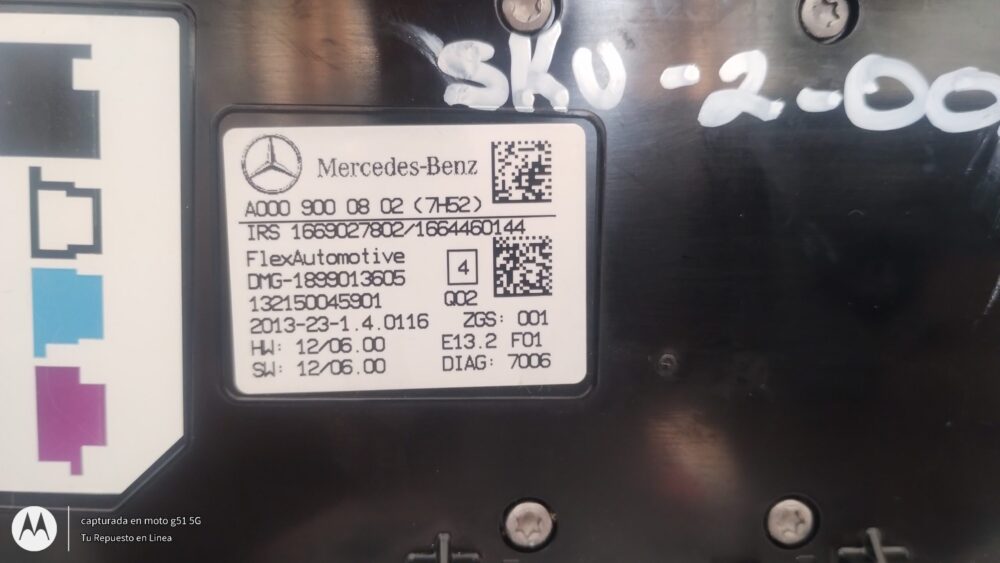 SKU-2-00
Mercedes-Benz
A000 900 08 02 (7H52)
IRS 1669027802/1664460144
FlexAutomotive
DMG-1899013605
4
132150045901
Q02
2013-23-1.4.0116
ZGS: 001
HW: 12/06.00
E13.2 F01
SW: 12/06.00
DIAG: 7006
capturada en moto g51 5G
Tu Repuesto en Linea